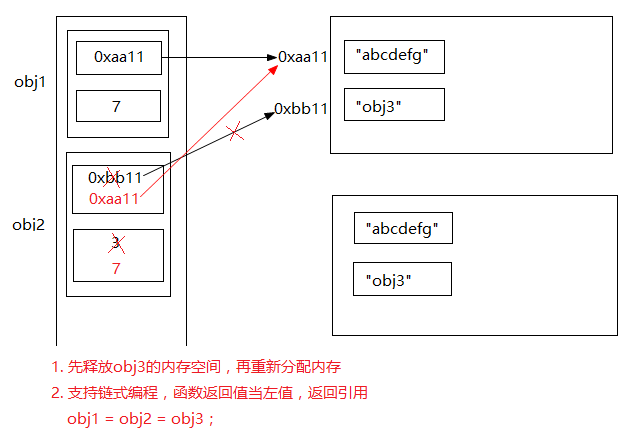 0xaa11
0xaa11
"abcdefg"
obj1
7
0xbb11
"obj3"
0xbb11
0xaa11
obj2
3
7
"abcdefg"
"obj3"
1. 先释放obj3的内存空间，再重新分配内存
2. 支持链式编程，函数返回值当左值，返回引用
obj1 = obj2 = obj3；